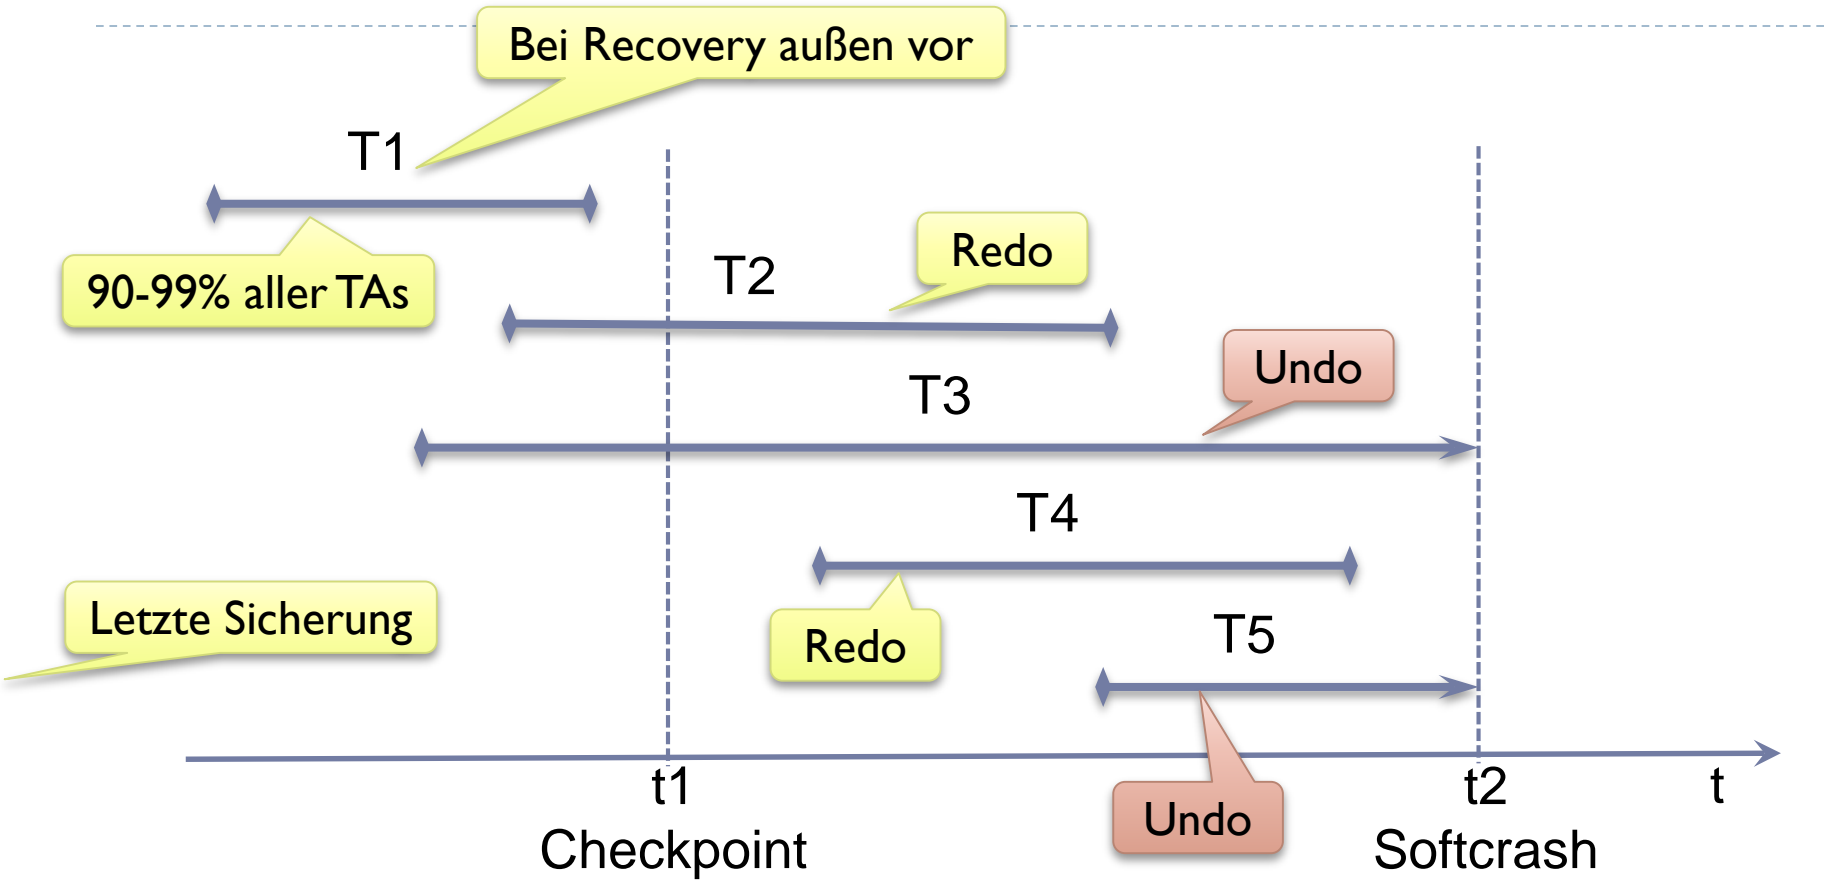 Bei Recovery außen vor
T1
90-99% aller TAs
T2
Redo
T3
Undo
T4
Redo
Letzte Sicherung
T5
Undo
t1
t2
t
Checkpoint
Softcrash